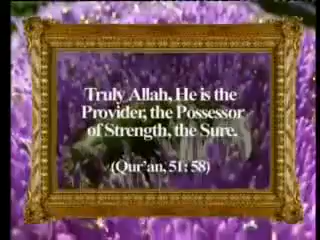 Truly Allah, He is the
Provider, the Possessor
of Strength, the Sure.
(Qur'an, 51: 58)